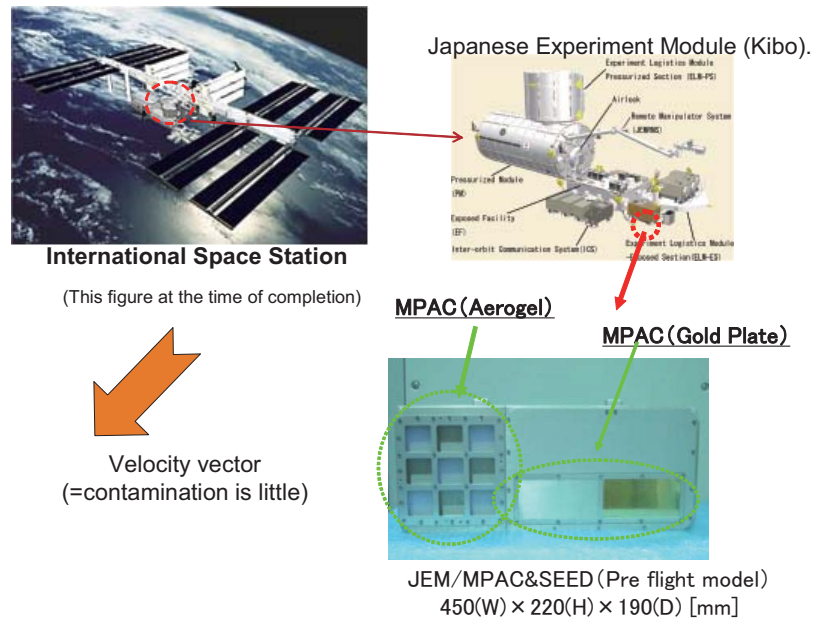 Japanese Experiment Module (Kibo).
Experiment Logistics Module
Pressurized Section (ELM-PS)
Airlock
Remote Manipulator System
(JEMRMS)
Pressurized Module
(PM)
Exposed Facility
(EF)
Inter-orbit Communication System(ICS)
Experiment Logistics Module
-Exposed Section(ELM-ES)
International Space Station
(This figure at the time of completion)
MPAC(Aerogel)
MPAC(Gold Plate)
Velocity vector
(=contamination is little)
JEM/MPAC&SEED(Pre flight model)
450(W)×220(H)×190(D) [mm]